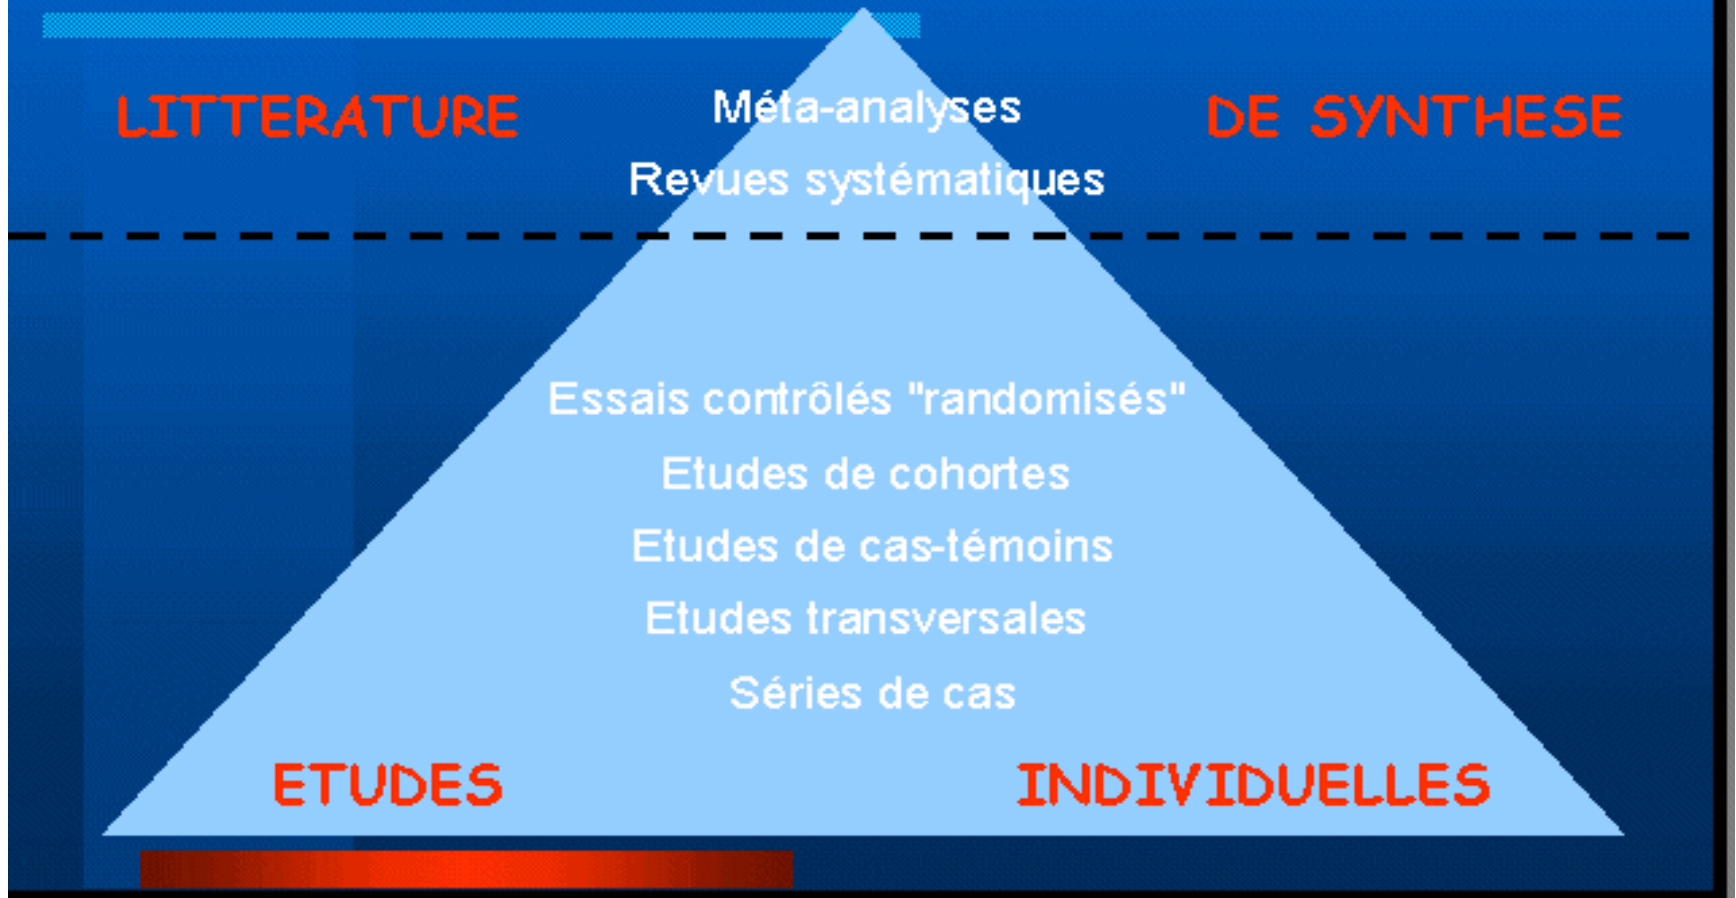 LITTERATURE Méta-analyses DE SYNTHESE
Revues systématiques
Essais contrôlés "randomisés"
Etudes de cohortes
Etudes de cas-témoins
Etudes transversales
Séries de cas
ETUDES INDIVIDUELLES